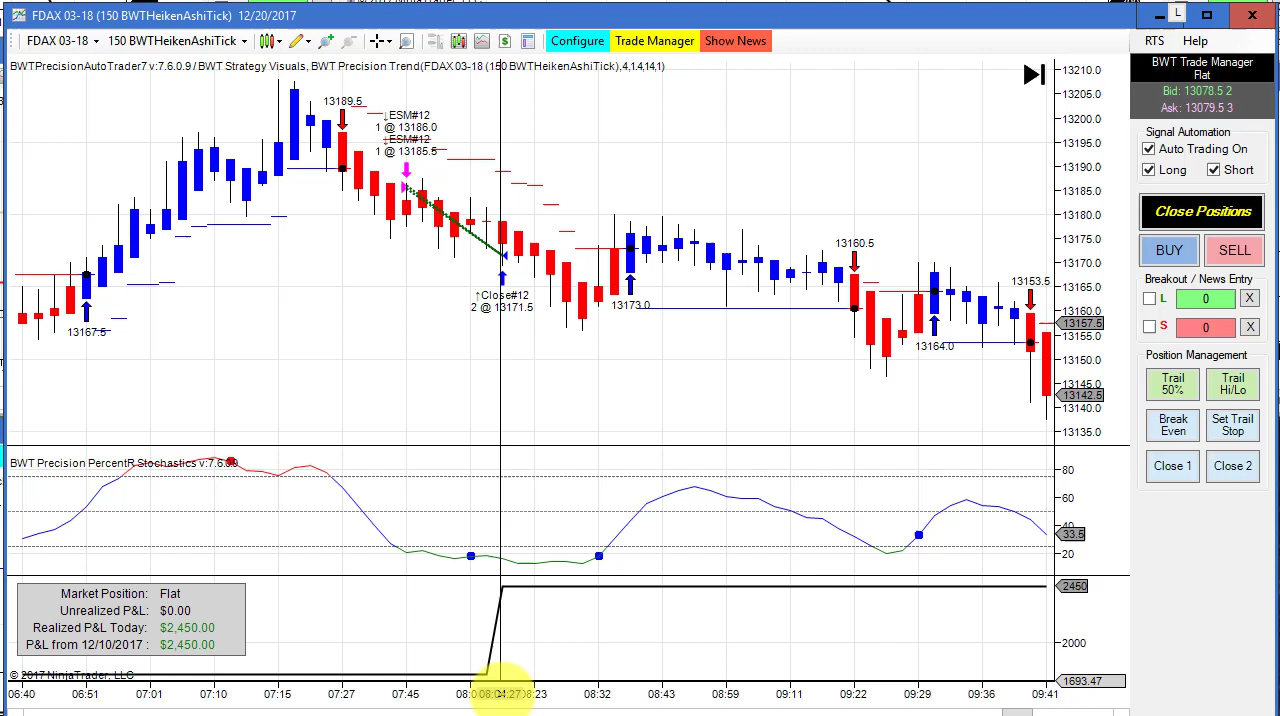 FDAX 03-18 (150 BWTHeikenAshiTick) 12/20/2017
L
FDAX 03-18 150 BWTHeikenAshiTick Configure Trade Manager Show News RTS Help
BWTPrecisionAutoTrader7 v:7.6.0.9 / BWT Strategy Visuals, BWT Precision Trend(FDAX 03-18 (150 BWTHeikenAshiTick),4,1,4,14,1)
BWT Trade Manager
Flat
Bid: 13078.5 2
Ask: 13079.5 3
Signal Automation
Auto Trading On
Long Short
Close Positions
BUY SELL
Breakout / News Entry
L 0 X
S 0 X
Position Management
Trail 50%
Trail Hi/Lo
Break Even
Set Trail Stop
Close 1 Close 2
13210.0
13205.0
13200.0
13195.0
13190.0
13185.0
13180.0
13175.0
13170.0
13165.0
13160.0
13157.5
13155.0
13150.0
13145.0
13142.5
13140.0
13135.0
13189.5
↓ESM#12
1 @ 13186.0
↓ESM#12
1 @ 13185.5
13167.5
↑Close#12
2 @ 13171.5
13173.0
13160.5
13164.0
13153.5
BWT Precision PercentR Stochastics v:7.6.0.9
80
60
40
33.5
20
Market Position: Flat
Unrealized P&L: $0.00
Realized P&L Today: $2,450.00
P&L from 12/10/2017 : $2,450.00
2450
2000
1693.47
© 2017 NinjaTrader, LLC
06:40 06:51 07:01 07:10 07:15 07:27 07:45 08:04:27 08:23 08:32 08:43 08:59 09:11 09:22 09:29 09:36 09:41